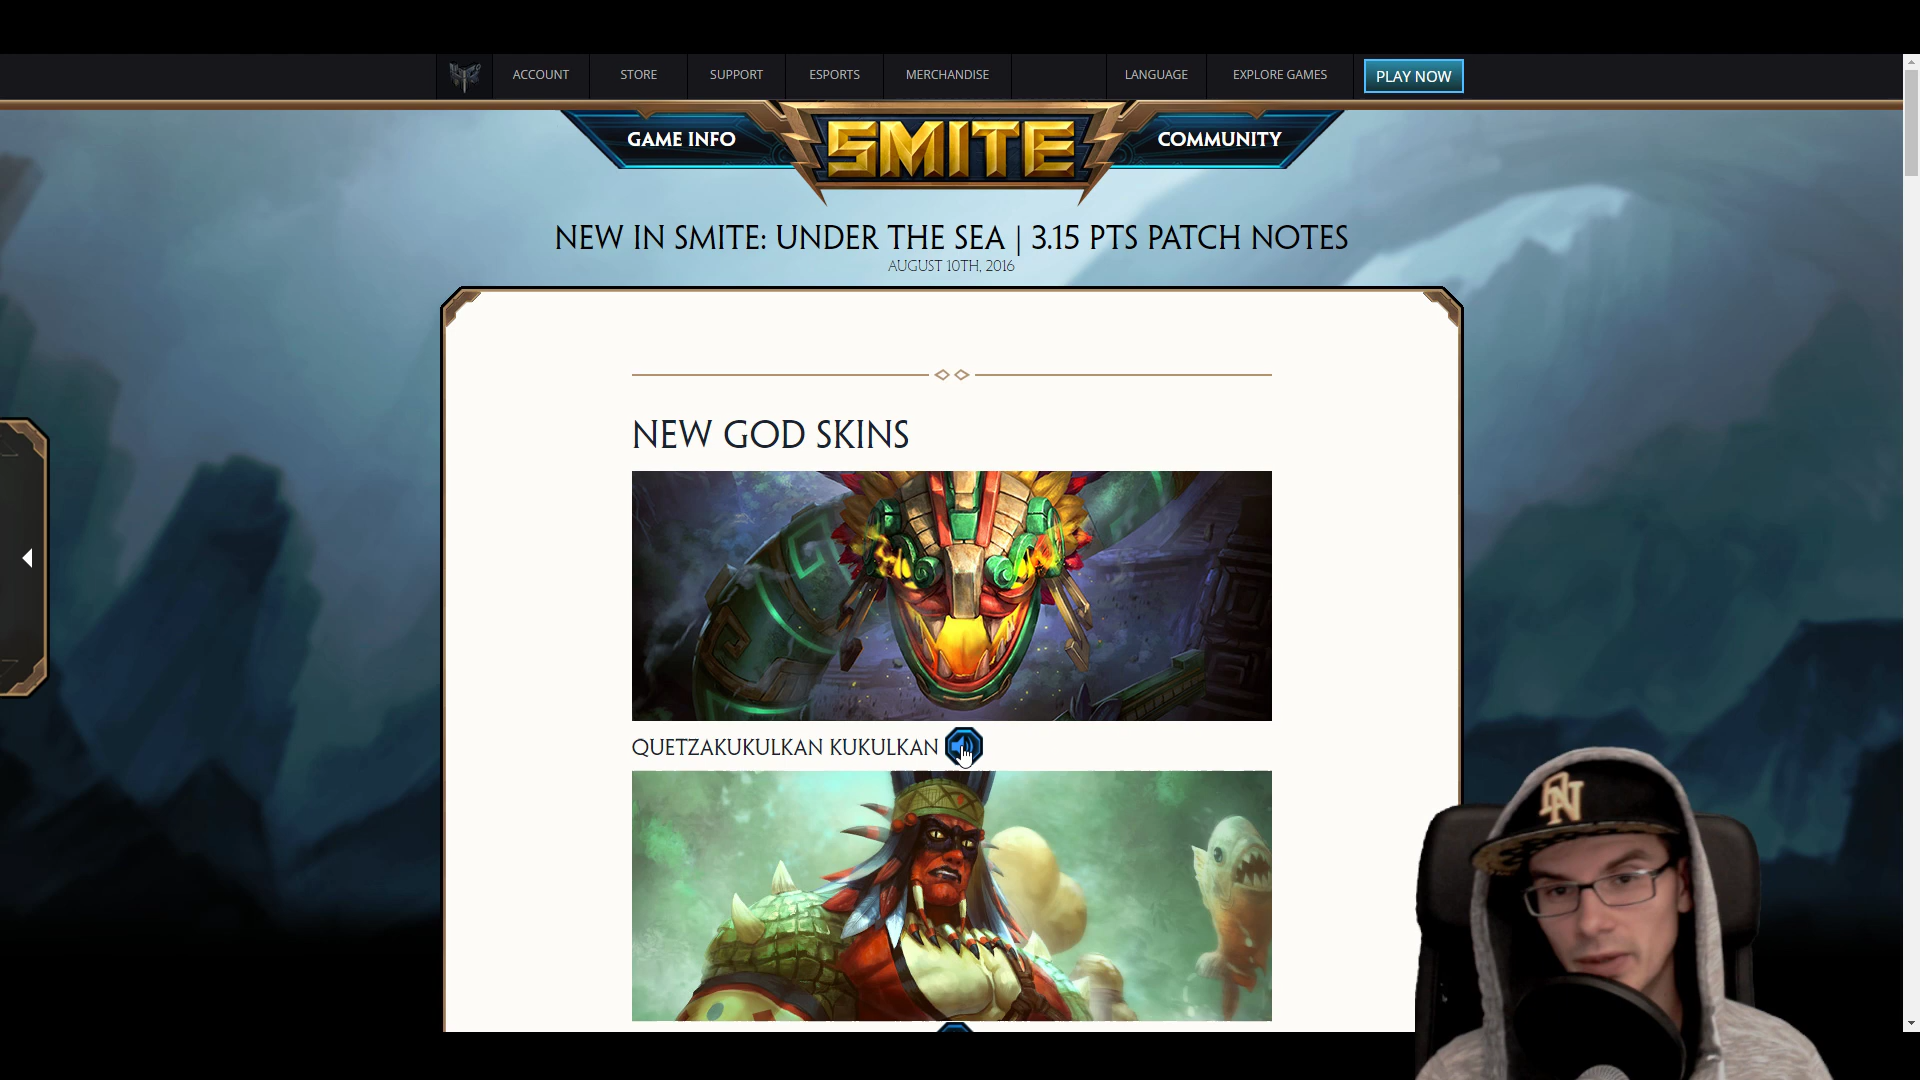 ACCOUNT
STORE
SUPPORT
ESPORTS
MERCHANDISE
LANGUAGE
EXPLORE GAMES
PLAY NOW
GAME INFO
SMITE
COMMUNITY
NEW IN SMITE: UNDER THE SEA | 3.15 PTS PATCH NOTES
AUGUST 10TH, 2016
NEW GOD SKINS
QUETZAKUKULKAN KUKULKAN